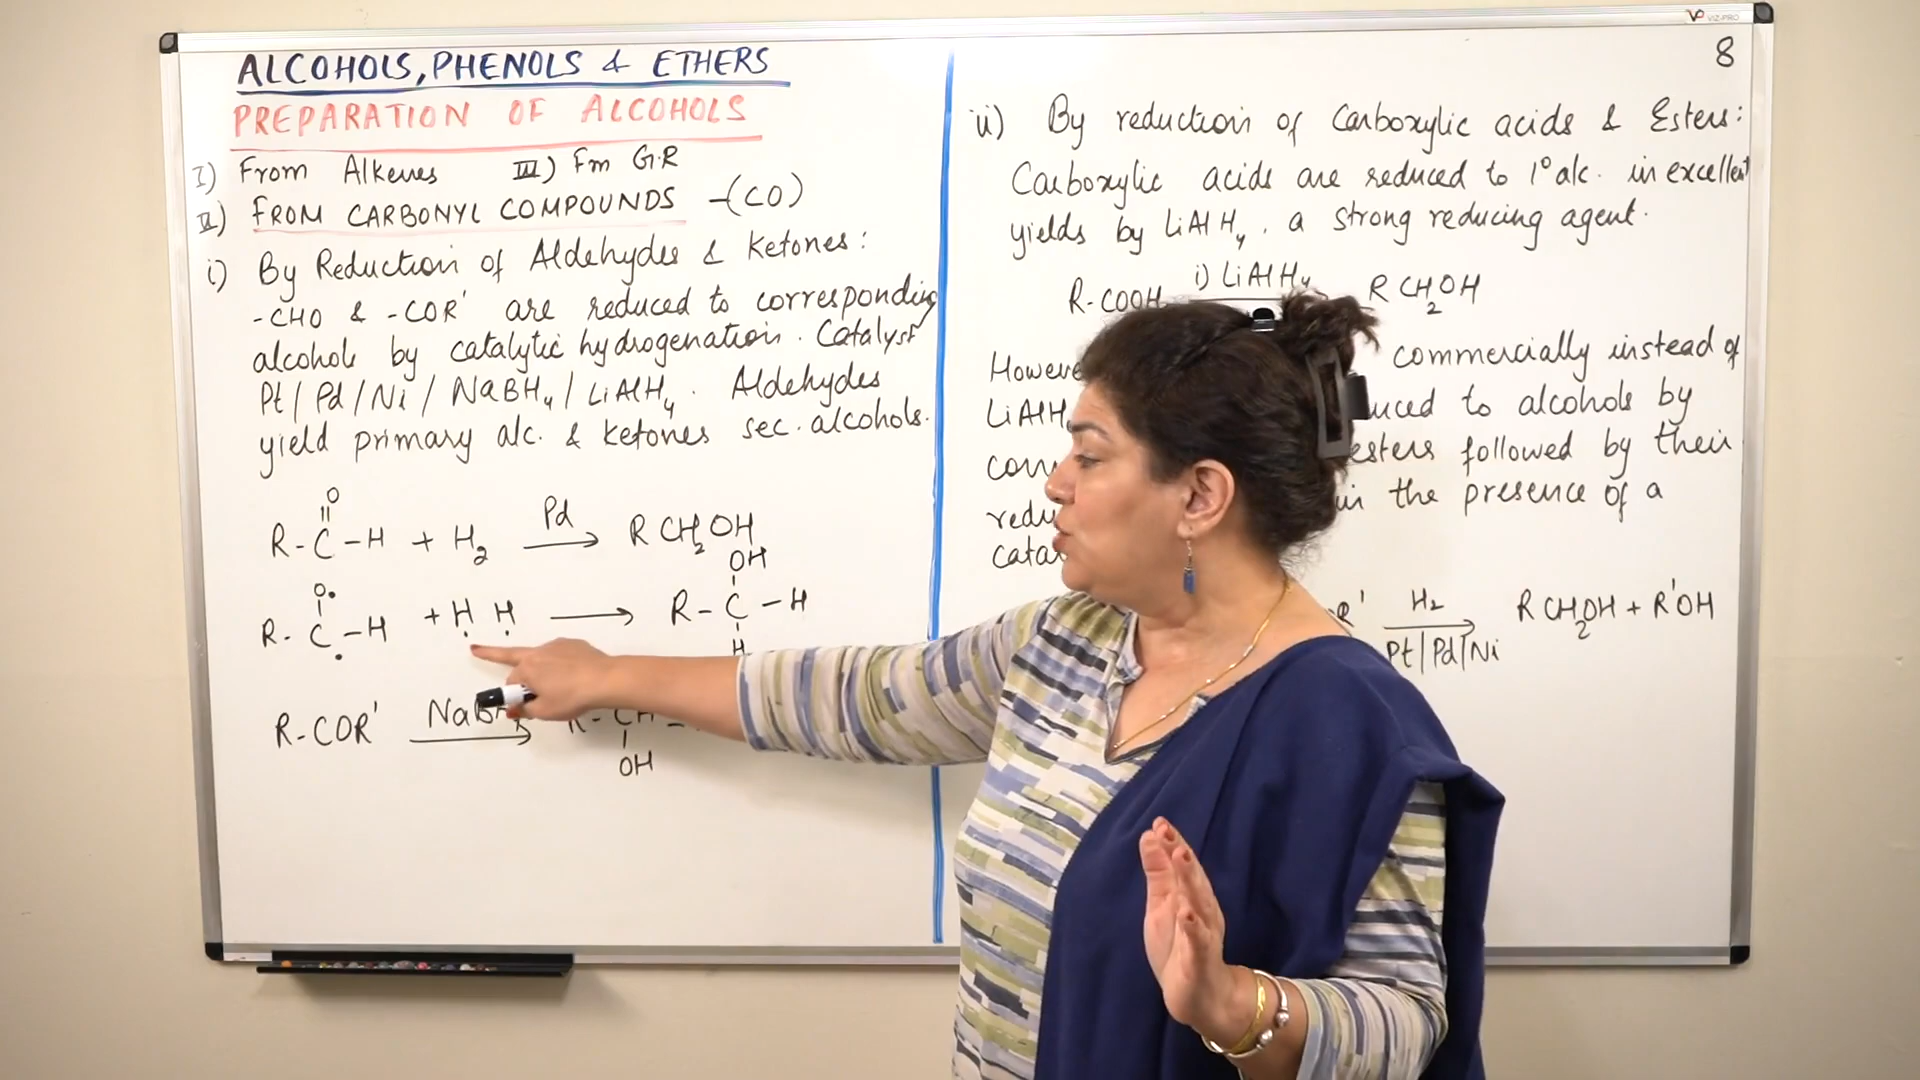 VIZ-PRO
8
ALCOHOLS, PHENOLS & ETHERS
PREPARATION OF ALCOHOLS
I) From Alkenes III) Fm G.R
II) FROM CARBONYL COMPOUNDS -(CO)
i) By Reduction of Aldehydes & Ketones:
-CHO & -COR' are reduced to corresponding
alcohols by catalytic hydrogenation. Catalyst
Pt/Pd/Ni/NaBH4/LiAlH4. Aldehydes
yield primary alc. & ketones sec. alcohols.
O
R-C-H + H2 Pd → RCH2OH
OH
O•
R-C-H + H H → R-C-H
H
R-COR' → R-CH-
OH
ii) By reduction of Carboxylic acids & Esters:
Carboxylic acids are reduced to 1° alc. in excellent
yields by LiAlH4, a strong reducing agent.
R-COOH i) LiAlH4 RCH2OH
commercially instead of
to alcohols by
esters followed by their
in the presence of a
H2 → RCH2OH + R'OH
Pt/Pd/Ni